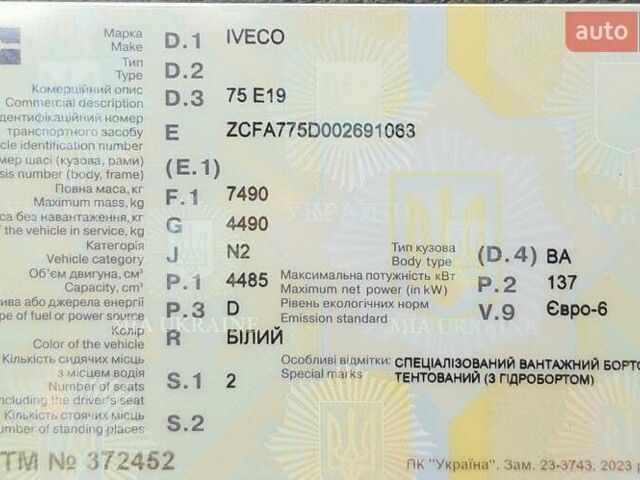 auto
Марка
Make D.1 IVECO
Тип
Type D.2
Комерційний опис
Commercial description D.3 75 E19
дентифікаційний номер
транспортного засобу E ZCFA775D002691063
cle identification number
мер шасі (кузова, рами) (E.1)
sis number (body, frame)
Повна маса, кг
Maximum mass, kg F.1 7490
са без навантаження, кг G 4490
of the vehicle in service, kg
Категорія
Vehicle category J N2
Тип кузова
Body type (D.4) BA
Об'єм двигуна, см³
Capacity, cm³ P.1 4485
Максимальна потужність кВт
Maximum net power (in kW) P.2 137
ива або джерела енергії
ype of fuel or power source P.3 D
Рівень екологічних норм
Emission standard V.9 Євро-6
Колір
Color of the vehicle R БІЛИЙ
MIA UKRAINE
MIA UKRAINE
Кількість сидячих місць
з місцем водія
Number of seats S.1 2
including the driver's seat
Особливі відмітки: СПЕЦІАЛІЗОВАНИЙ ВАНТАЖНИЙ БОРТО
Special marks ТЕНТОВАНИЙ (З ГІДРОБОРТОМ)
Кількість стоячих місць S.2
umber of standing places
ТМ № 372452
ПК "Україна". Зам. 23-3743. 2023 р